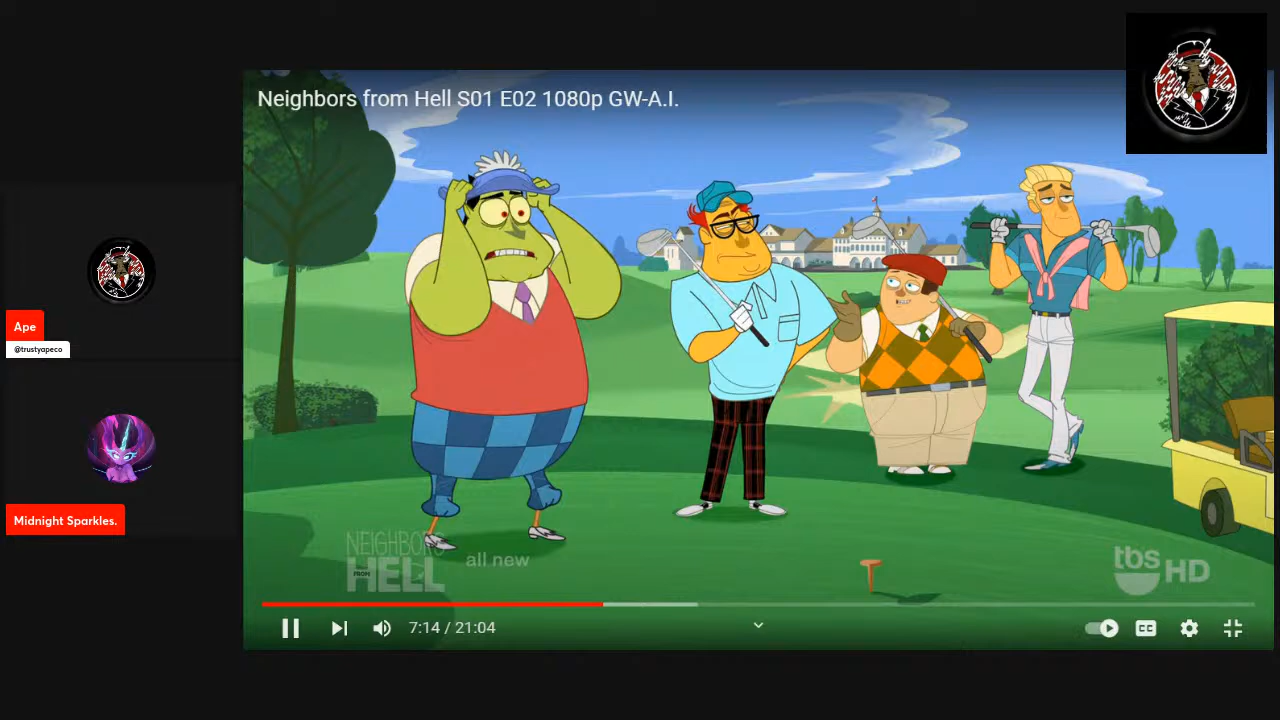 Neighbors from Hell S01 E02 1080p GW-A.I.
Ape
@trustyapeco
Midnight Sparkles.
NEIGHBORS
FROM HELL
all new
tbs HD
7:14 / 21:04
CC